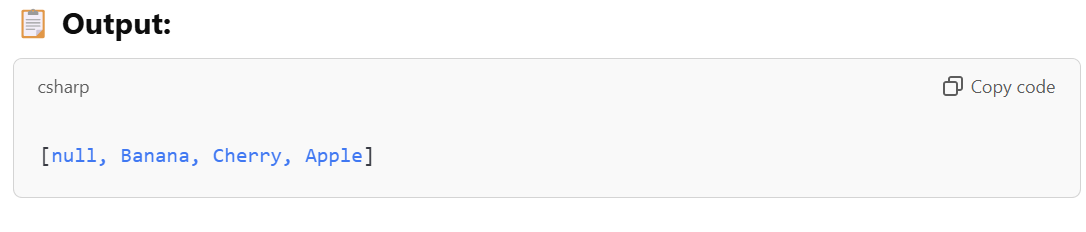 Output:
csharp
Copy code
[null, Banana, Cherry, Apple]